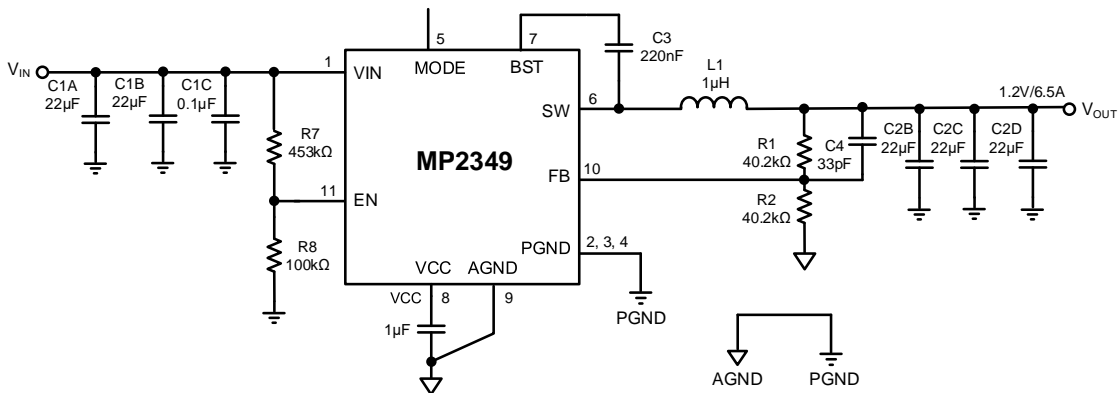 5
7
C3
220nF
V_IN
C1A
22µF
C1B
22µF
C1C
0.1µF
1
VIN
MODE
BST
L1
1µH
SW
6
1.2V/6.5A
V_OUT
R7
453kΩ
MP2349
R1
40.2kΩ
C4
33pF
C2B
22µF
C2C
22µF
C2D
22µF
FB
10
11
EN
R2
40.2kΩ
R8
100kΩ
PGND
2, 3, 4
VCC
AGND
VCC
8
9
1µF
PGND
AGND
PGND